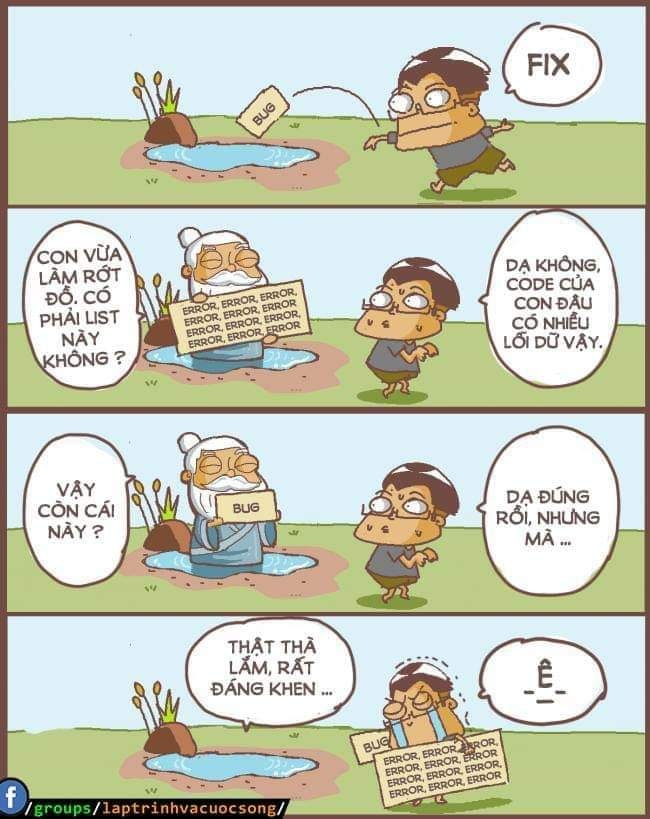 FIX
BUG
CON VỪA
LÀM RỚT
ĐỒ. CÓ
PHẢI LIST
NÀY
KHÔNG ?
ERROR, ERROR, ERROR,
ERROR, ERROR, ERROR
ERROR, ERROR, ERROR,
ERROR, ERROR, ERROR
DẠ KHÔNG,
CODE CỦA
CON ĐÂU
CÓ NHIỀU
LỐI DỮ VẬY.
VẬY
CÒN CÁI
NÀY ?
BUG
DẠ ĐÚNG
RỒI, NHƯNG
MÀ ...
THẬT THÀ
LẮM, RẤT
ĐÁNG KHEN ...
Ê
-_-
BUG
ERROR, ERROR, ERROR,
ERROR, ERROR, ERROR
ERROR, ERROR, ERROR,
ERROR, ERROR, ERROR
f/groups/laptrinhvacuocsong/